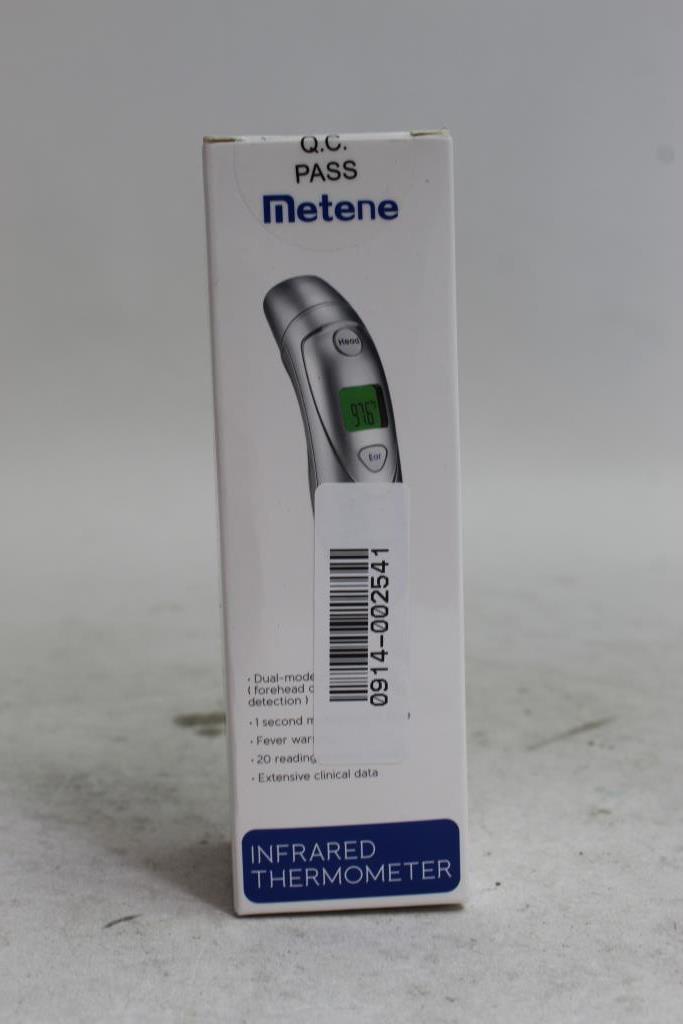 Q.C.
PASS
metene
Head
97.6°F
Ear
0914-002541
· Dual-mode
( forehead
detection )
· 1 second
· Fever
· 20 reading
· Extensive clinical data
INFRARED
THERMOMETER